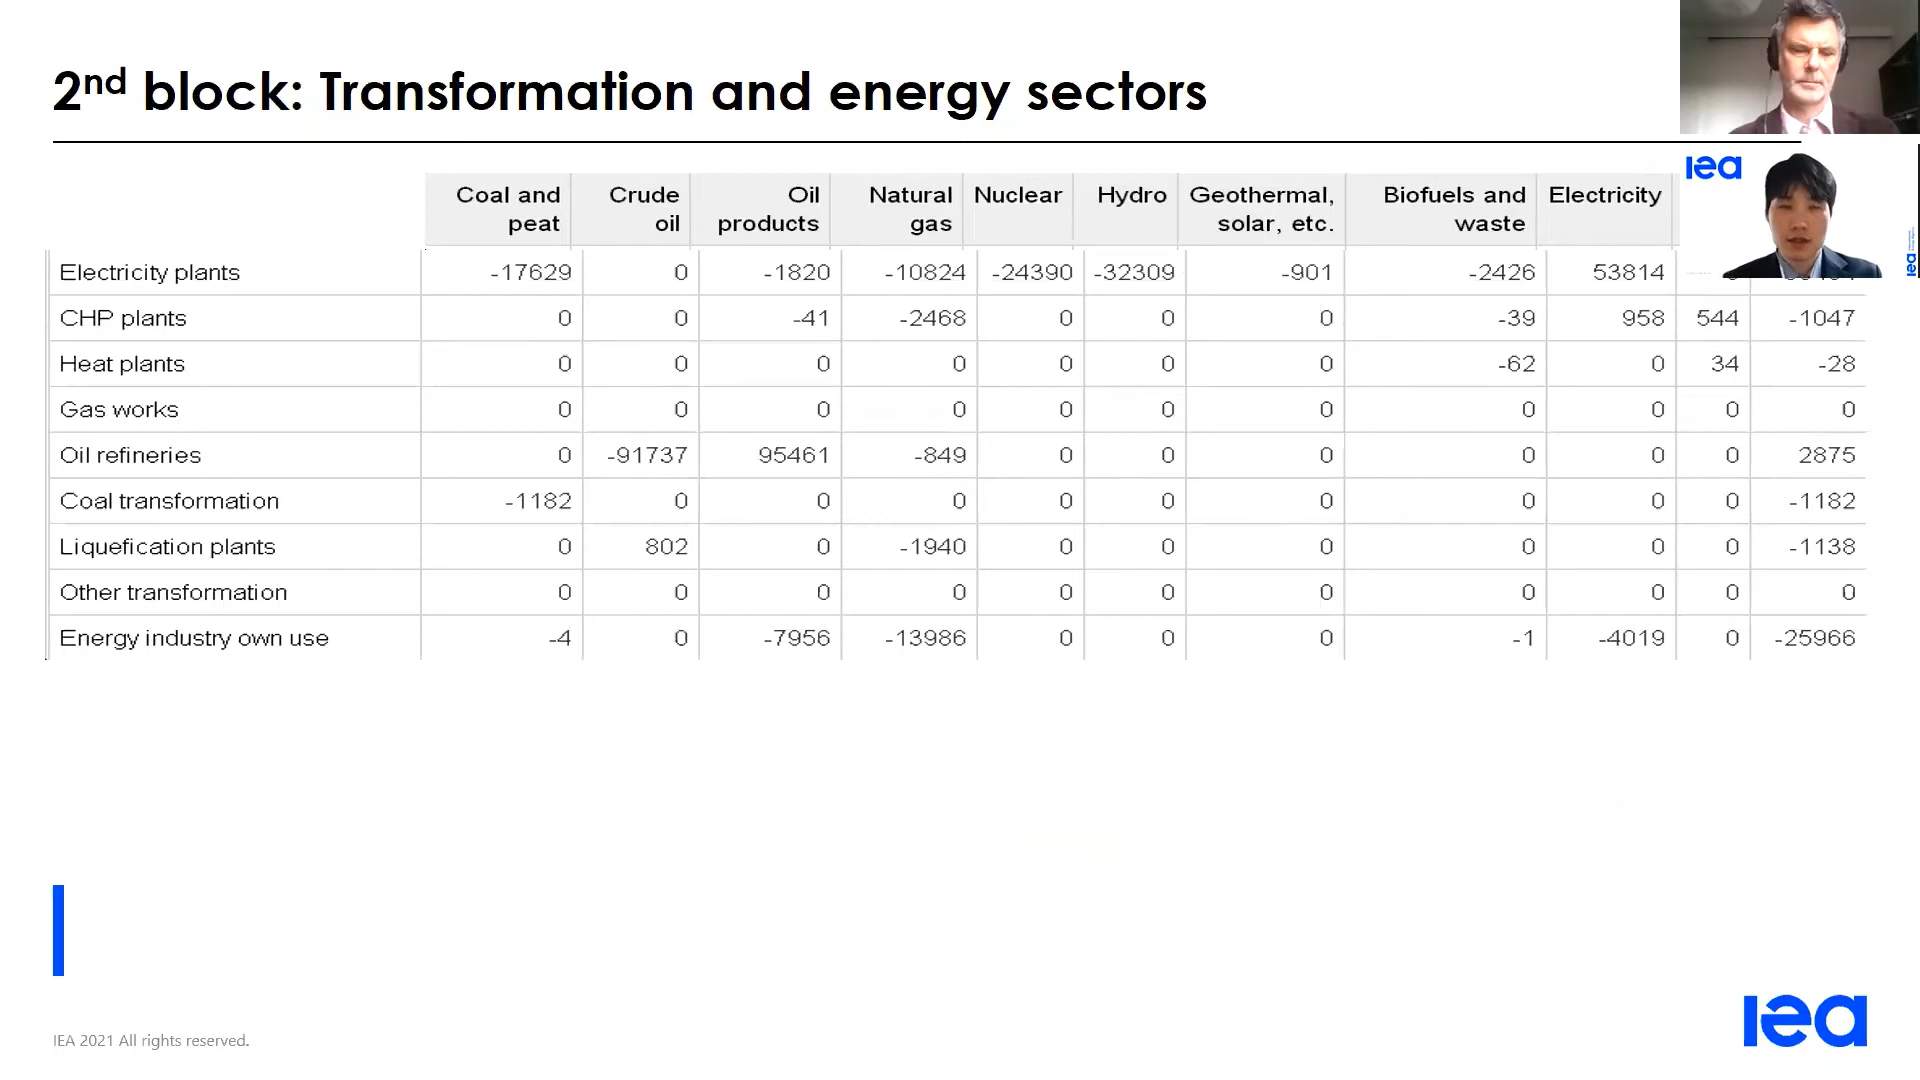 2nd block: Transformation and energy sectors
iea
Coal and peat Crude oil Oil products Natural gas Nuclear Hydro Geothermal, solar, etc. Biofuels and waste Electricity
Electricity plants -17629 0 -1820 -10824 -24390 -32309 -901 -2426 53814
CHP plants 0 0 -41 -2468 0 0 0 -39 958 544 -1047
Heat plants 0 0 0 0 0 0 0 -62 0 34 -28
Gas works 0 0 0 0 0 0 0 0 0 0 0
Oil refineries 0 -91737 95461 -849 0 0 0 0 0 0 2875
Coal transformation -1182 0 0 0 0 0 0 0 0 0 -1182
Liquefication plants 0 802 0 -1940 0 0 0 0 0 0 -1138
Other transformation 0 0 0 0 0 0 0 0 0 0 0
Energy industry own use -4 0 -7956 -13986 0 0 0 -1 -4019 0 -25966
IEA 2021 All rights reserved.
iea